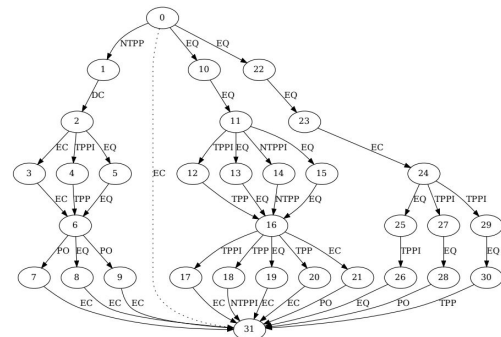 0
NTPP EQ EQ
1 10 22
DC EQ EQ
2 11 23
EC TPPI EQ TPPI EQ NTPPI EQ EC
3 4 5 12 13 14 15 24
EC EQ TPPI TPPI
EC TPP EQ TPP EQ NTPP EQ 25 27 29
6 16
PO EQ PO TPPI TPP EQ TPP EC TPPI EQ EQ
7 8 9 17 18 19 20 21 26 28 30
EC EC EC EC NTPPI EC EC PO EQ PO TPP
31